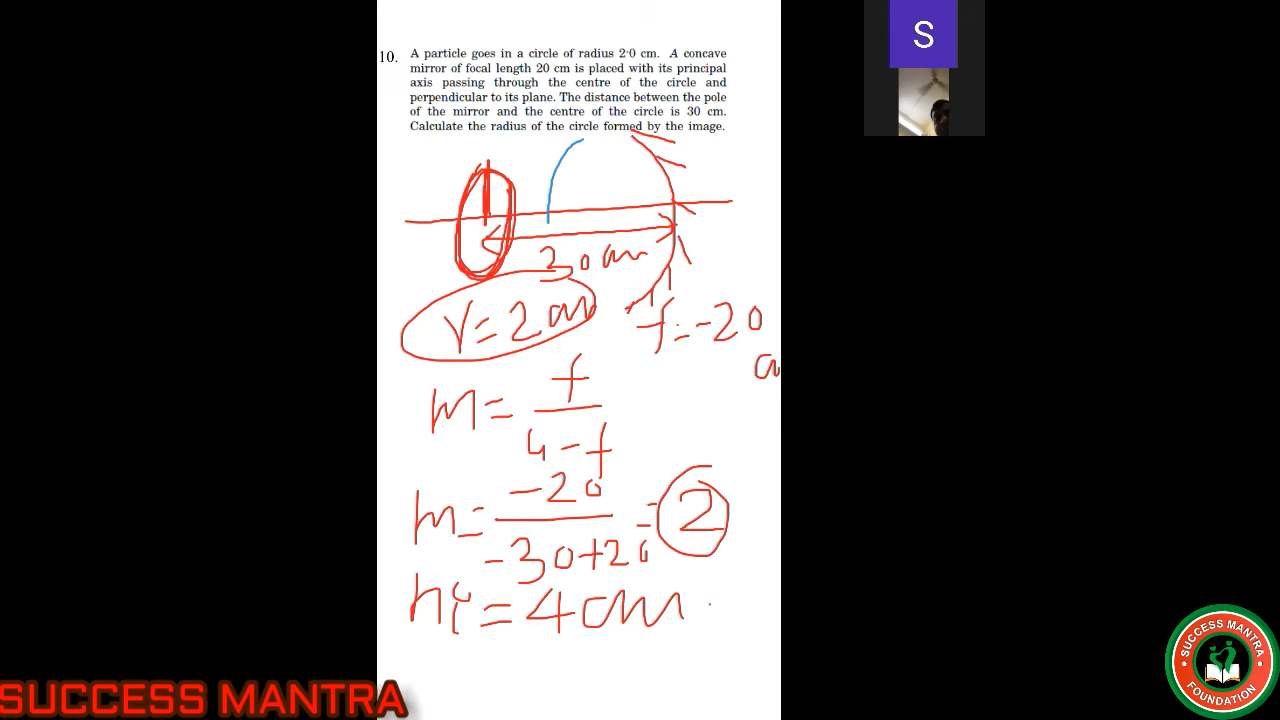 10. A particle goes in a circle of radius 2·0 cm. A concave
mirror of focal length 20 cm is placed with its principal
axis passing through the centre of the circle and
perpendicular to its plane. The distance between the pole
of the mirror and the centre of the circle is 30 cm.
Calculate the radius of the circle formed by the image.
S
30 cm
r = 2 cm
f = -20
m = f / u - f
m = -20 / -30 + 20 = 2
hi = 4 cm
SUCCESS MANTRA
SUCCESS MANTRA
FOUNDATION